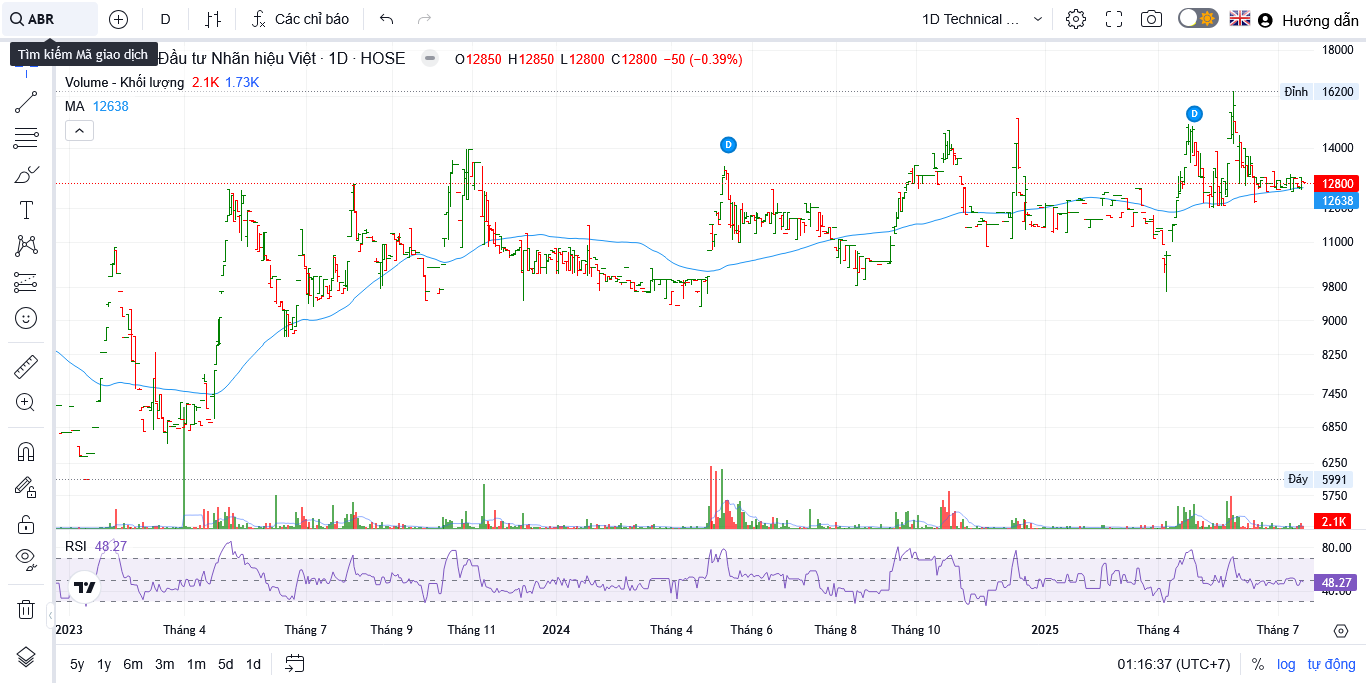 ABR D Các chỉ báo 1D Technical ... Hướng dẫn
Tìm kiếm Mã giao dịch
Đầu tư Nhãn hiệu Việt · 1D · HOSE O12850 H12850 L12800 C12800 −50 (−0.39%)
Volume - Khối lượng 2.1K 1.73K
MA 12638
18000
Đỉnh 16200
D
D
14000
12800
12638
12000
11000
9800
9000
8250
7450
6850
6250
Đáy 5991
5750
2.1K
RSI 48.27
80.00
48.27
40.00
2023 Tháng 4 Tháng 7 Tháng 9 Tháng 11 2024 Tháng 4 Tháng 6 Tháng 8 Tháng 10 2025 Tháng 4 Tháng 7
5y 1y 6m 3m 1m 5d 1d 01:16:37 (UTC+7) % log tự động